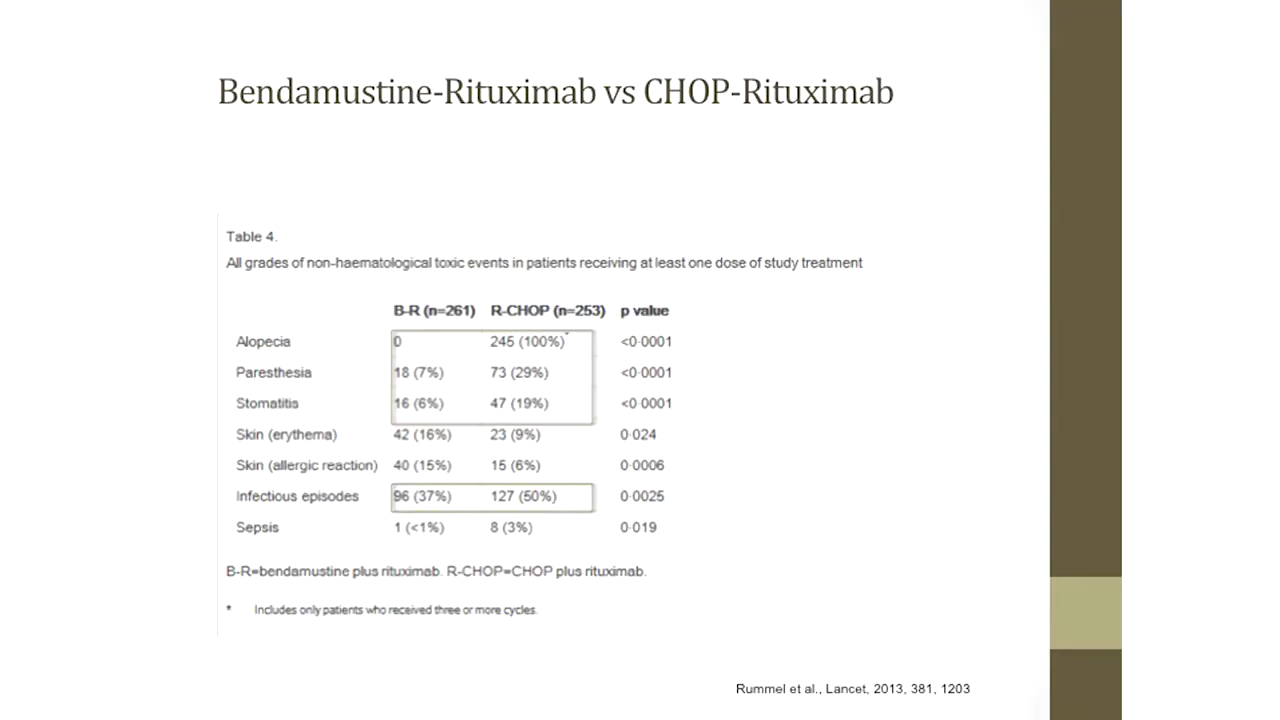 Bendamustine-Rituximab vs CHOP-Rituximab
Table 4.
All grades of non-haematological toxic events in patients receiving at least one dose of study treatment
B-R (n=261) R-CHOP (n=253) p value
Alopecia 0 245 (100%)* <0·0001
Paresthesia 18 (7%) 73 (29%) <0·0001
Stomatitis 16 (6%) 47 (19%) <0·0001
Skin (erythema) 42 (16%) 23 (9%) 0·024
Skin (allergic reaction) 40 (15%) 15 (6%) 0·0006
Infectious episodes 96 (37%) 127 (50%) 0·0025
Sepsis 1 (<1%) 8 (3%) 0·019
B-R=bendamustine plus rituximab. R-CHOP=CHOP plus rituximab.
* Includes only patients who received three or more cycles.
Rummel et al., Lancet, 2013, 381, 1203